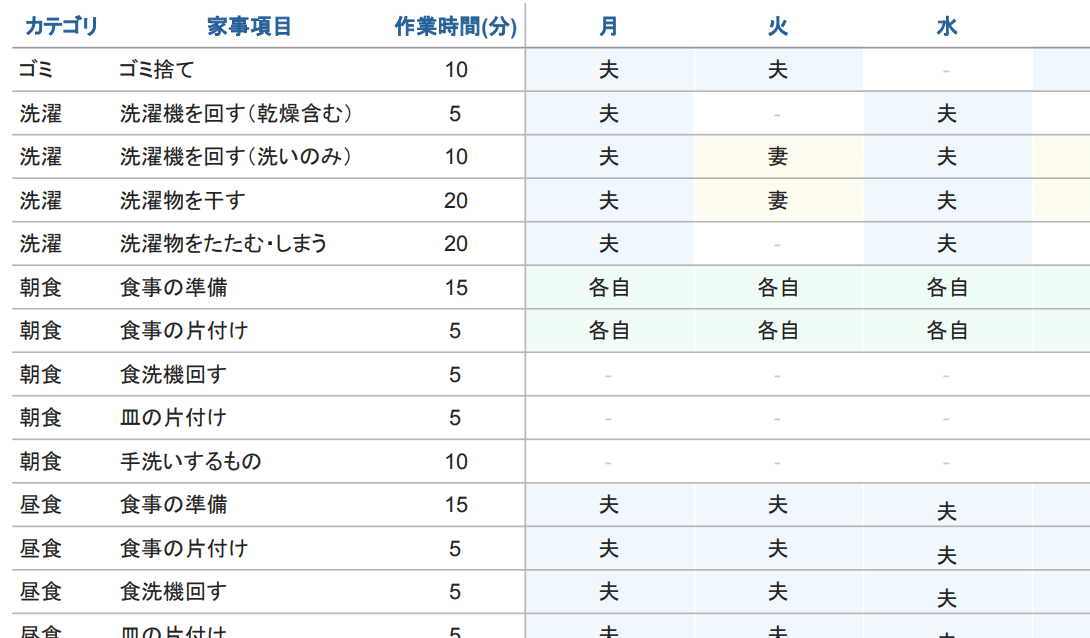 カテゴリ 家事項目 作業時間(分) 月 火 水
ゴミ ゴミ捨て 10 夫 夫 -
洗濯 洗濯機を回す(乾燥含む) 5 夫 - 夫
洗濯 洗濯機を回す(洗いのみ) 10 夫 妻 夫
洗濯 洗濯物を干す 20 夫 妻 夫
洗濯 洗濯物をたたむ・しまう 20 夫 - 夫
朝食 食事の準備 15 各自 各自 各自
朝食 食事の片付け 5 各自 各自 各自
朝食 食洗機回す 5 - - -
朝食 皿の片付け 5 - - -
朝食 手洗いするもの 10 - - -
昼食 食事の準備 15 夫 夫 夫
昼食 食事の片付け 5 夫 夫 夫
昼食 食洗機回す 5 夫 夫 夫
昼食 皿の片付け 5 夫 夫